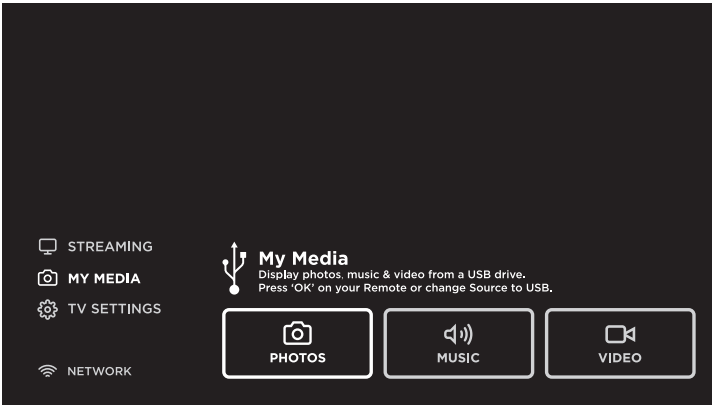 STREAMING
MY MEDIA
TV SETTINGS
NETWORK
My Media
Display photos, music & video from a USB drive.
Press ‘OK’ on your Remote or change Source to USB.
PHOTOS
MUSIC
VIDEO